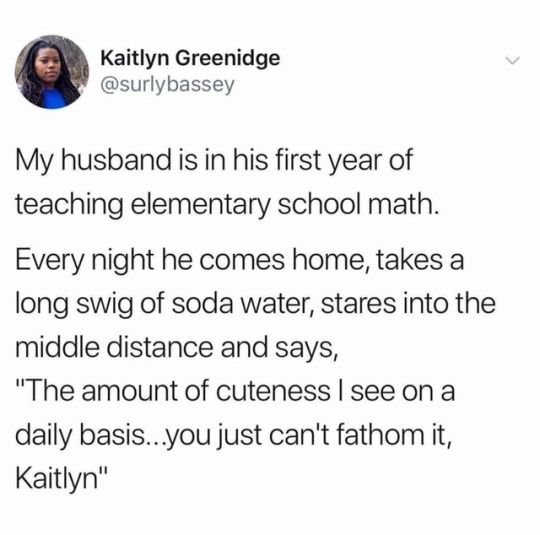 Kaitlyn Greenidge
@surlybassey
My husband is in his first year of
teaching elementary school math.
Every night he comes home, takes a
long swig of soda water, stares into the
middle distance and says,
"The amount of cuteness I see on a
daily basis...you just can't fathom it,
Kaitlyn"